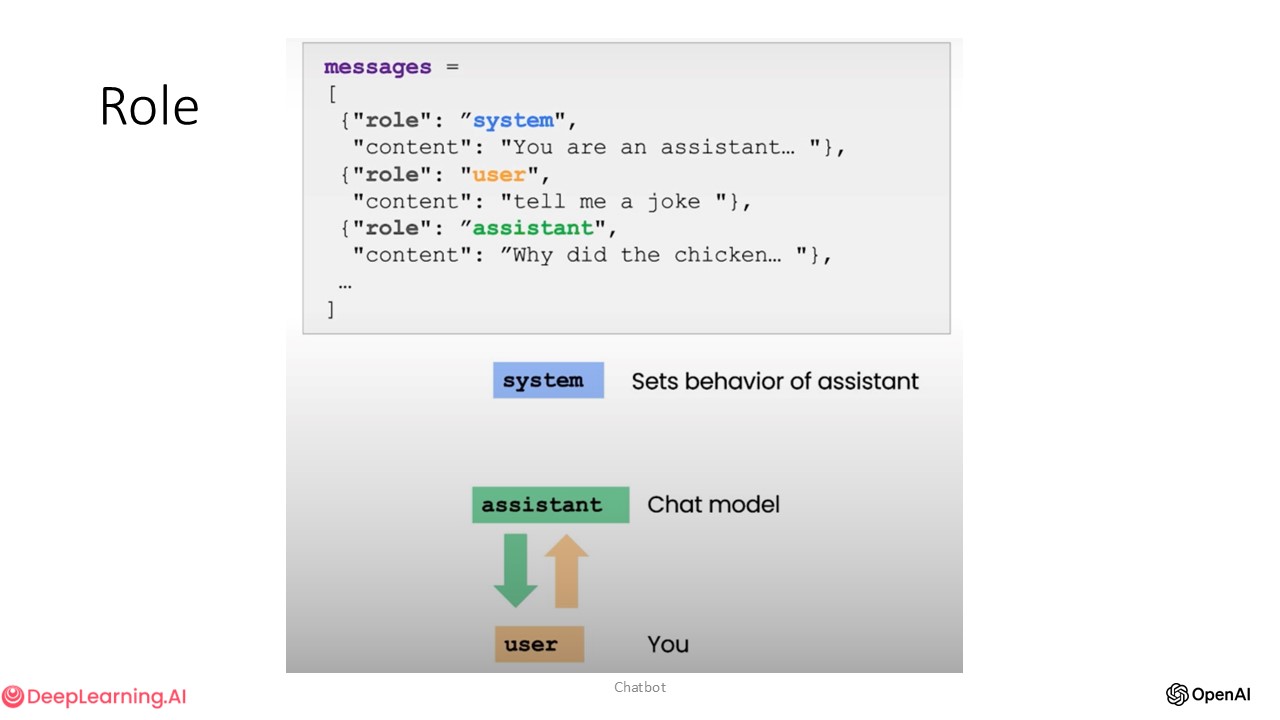 Role
messages =
[
{"role": ”system",
"content": "You are an assistant… "},
{"role": "user",
"content": "tell me a joke "},
{"role": ”assistant",
"content": ”Why did the chicken… "},
…
]
system Sets behavior of assistant
assistant Chat model
user You
DeepLearning.AI
Chatbot
OpenAI